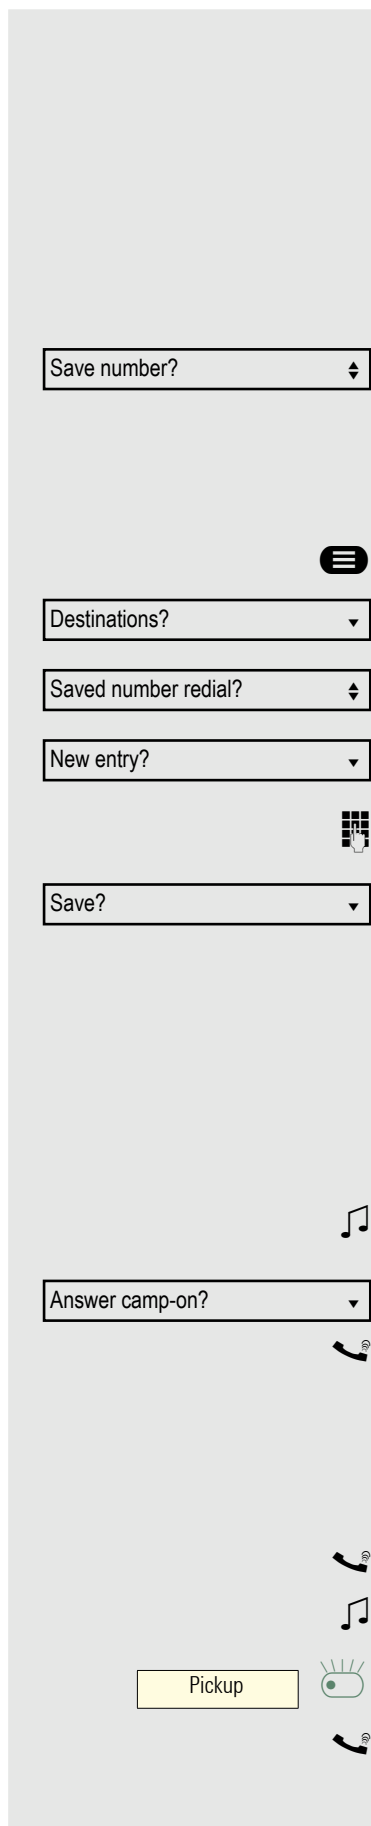 Save number?
Destinations?
Saved number redial?
New entry?
Save?
Answer camp-on?
Pickup